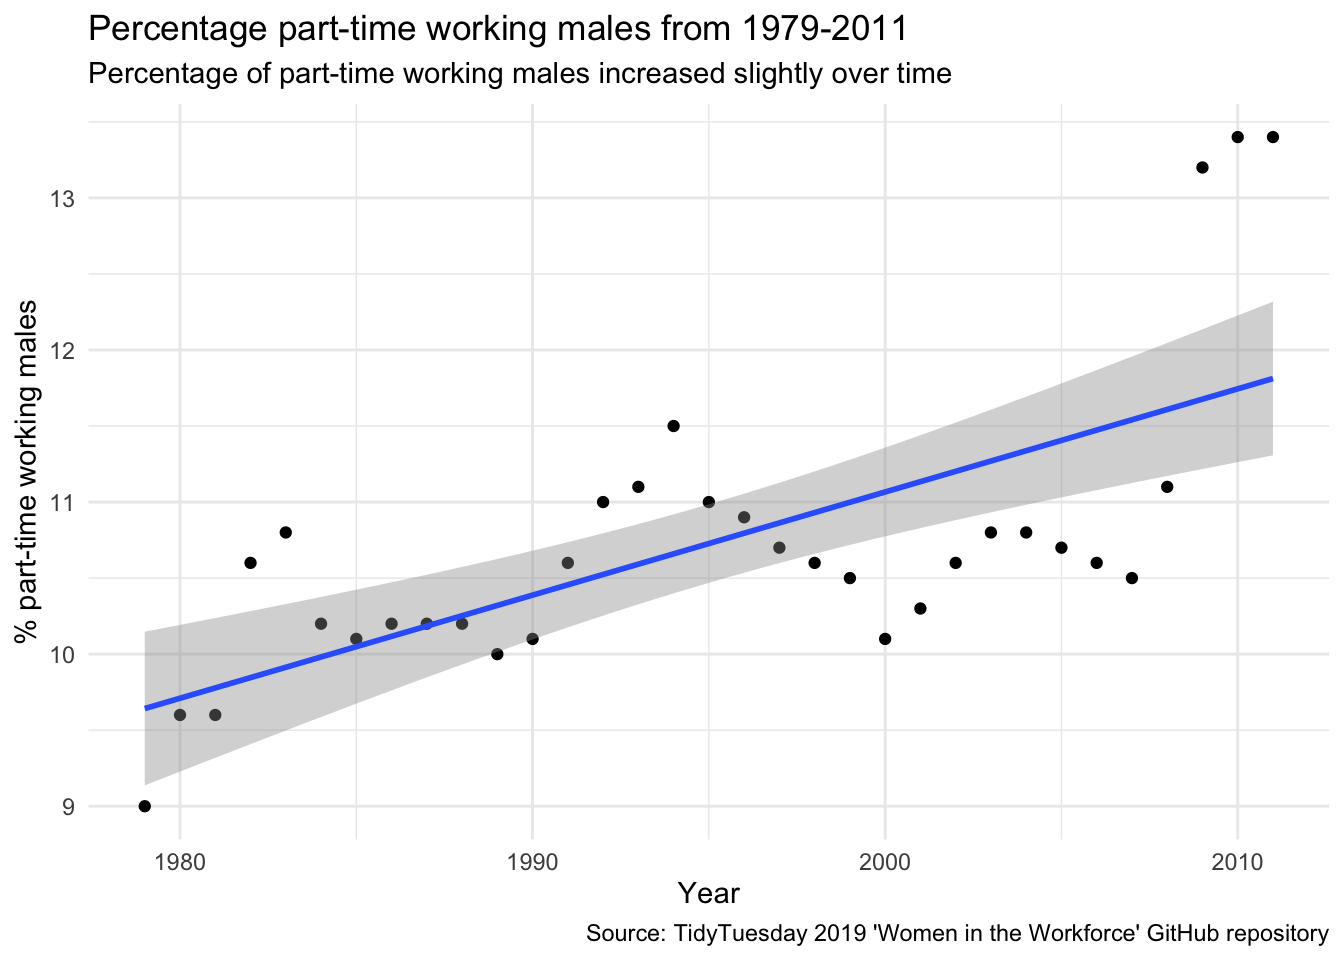 Percentage part-time working males from 1979-2011
Percentage of part-time working males increased slightly over time
% part-time working males
13
12
11
10
9
1980 1990 2000 2010
Year
Source: TidyTuesday 2019 'Women in the Workforce' GitHub repository